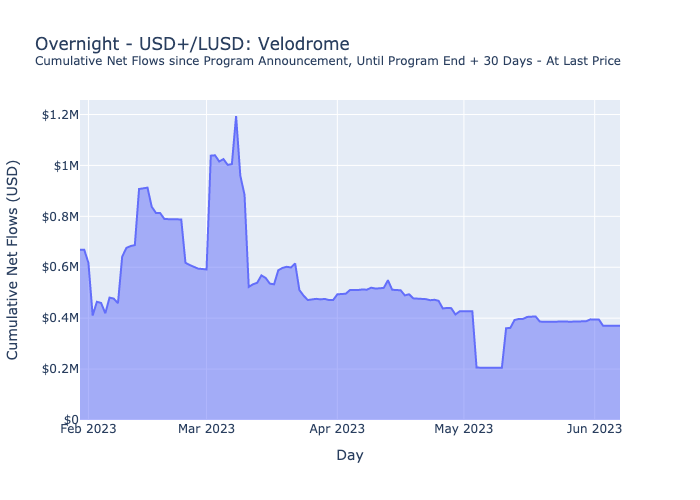 Overnight - USD+/LUSD: Velodrome
Cumulative Net Flows since Program Announcement, Until Program End + 30 Days - At Last Price
Cumulative Net Flows (USD)
$1.2M
$1M
$0.8M
$0.6M
$0.4M
$0.2M
$0
Feb 2023 Mar 2023 Apr 2023 May 2023 Jun 2023
Day